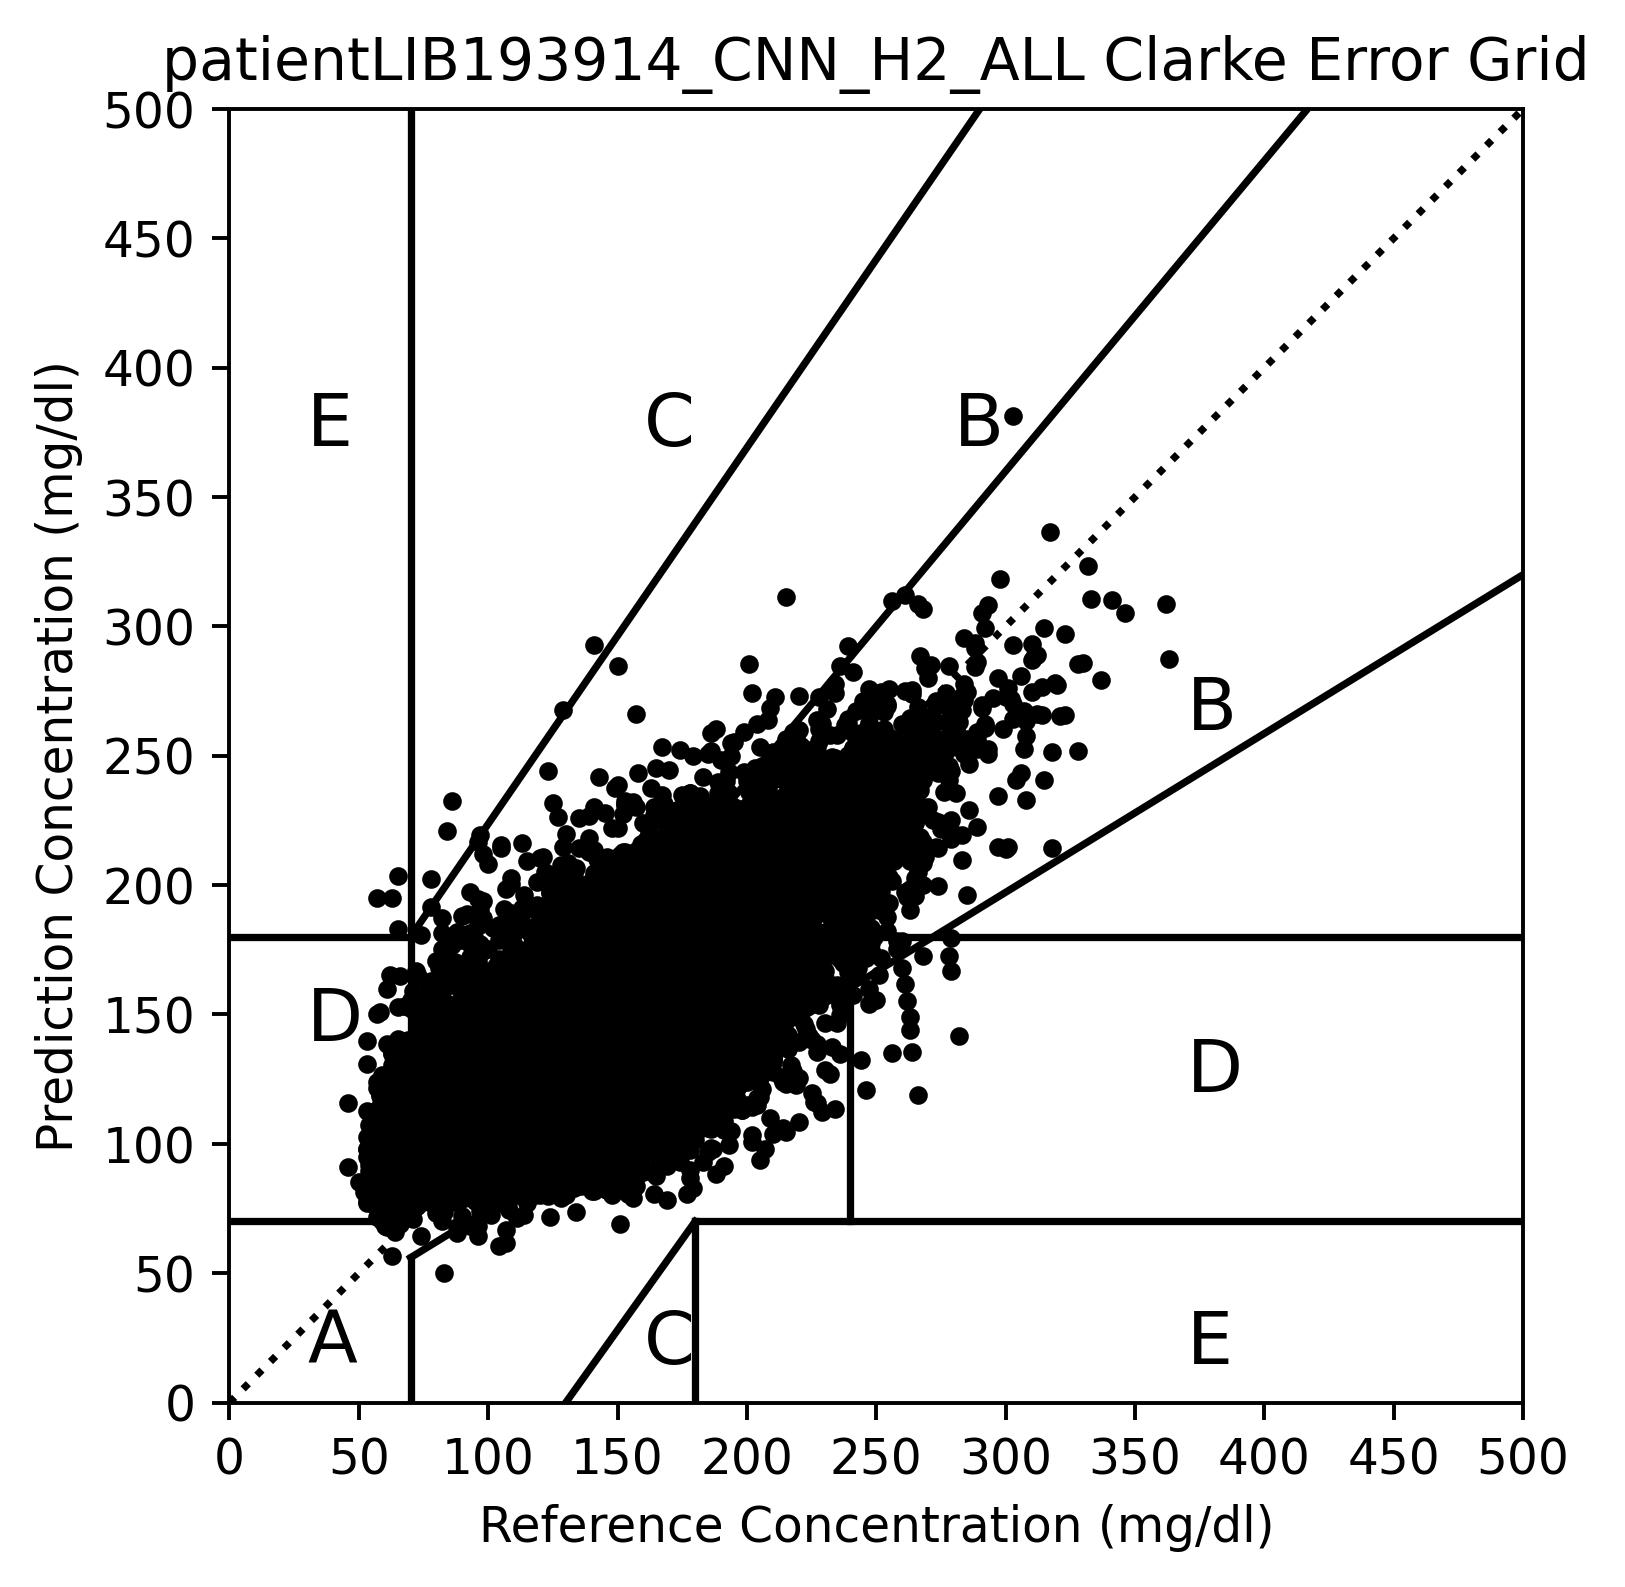 patientLIB193914_CNN_H2_ALL Clarke Error Grid
500
450
400
350
300
250
200
150
100
50
0
Prediction Concentration (mg/dl)
E
C
B
B
D
D
A
C
E
0 50 100 150 200 250 300 350 400 450 500
Reference Concentration (mg/dl)